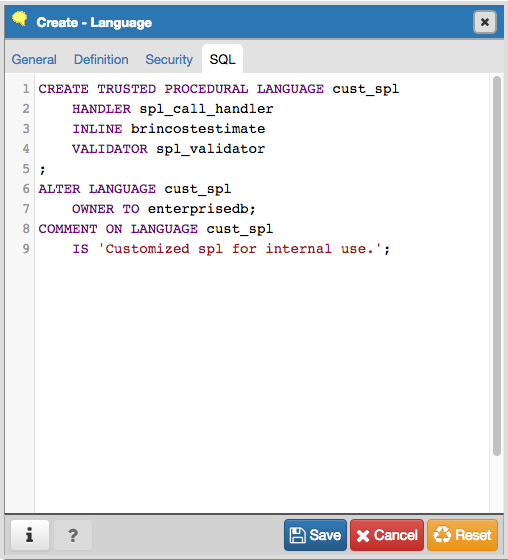 Create - Language
General Definition Security SQL
1 CREATE TRUSTED PROCEDURAL LANGUAGE cust_spl
2 HANDLER spl_call_handler
3 INLINE brincostestimate
4 VALIDATOR spl_validator
5 ;
6 ALTER LANGUAGE cust_spl
7 OWNER TO enterprisedb;
8 COMMENT ON LANGUAGE cust_spl
9 IS 'Customized spl for internal use.';
i ? Save Cancel Reset